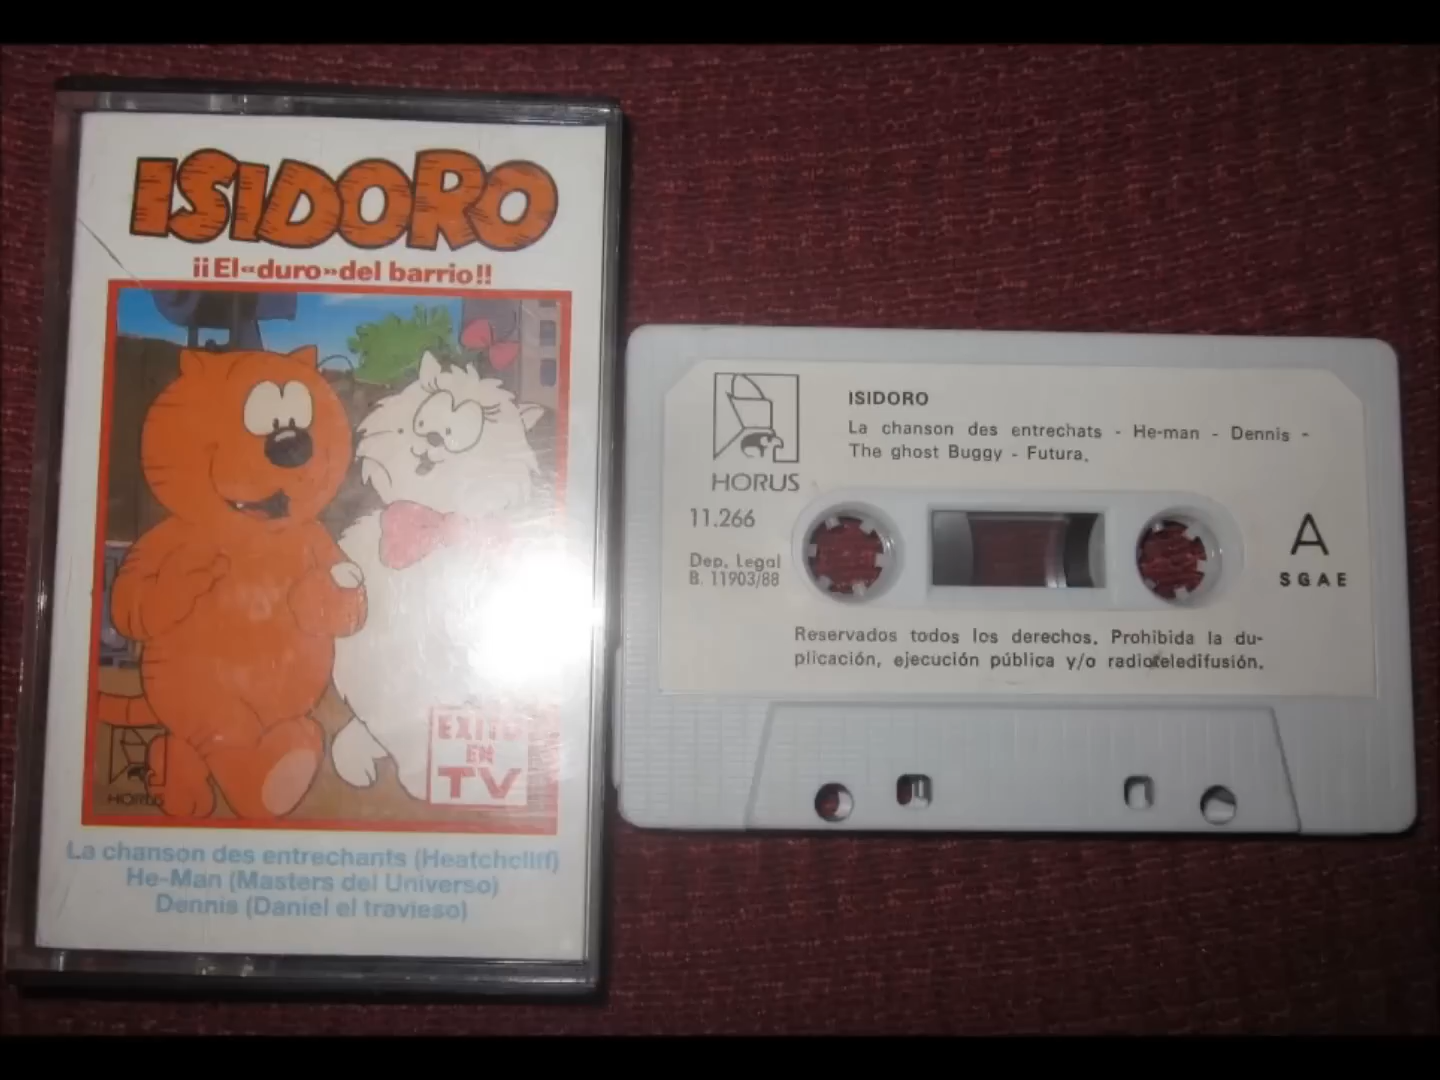 ISIDORO
¡¡El «duro» del barrio!!
EXITO
EN
TV
HORUS
La chanson des entrechants (Heatchcliff)
He-Man (Masters del Universo)
Dennis (Daniel el travieso)
HORUS
11.266
Dep. Legal
B. 11903/88
ISIDORO
La chanson des entrechats - He-man - Dennis -
The ghost Buggy - Futura.
A
SGAE
Reservados todos los derechos. Prohibida la du-
plicación, ejecución pública y/o radioteledifusión.